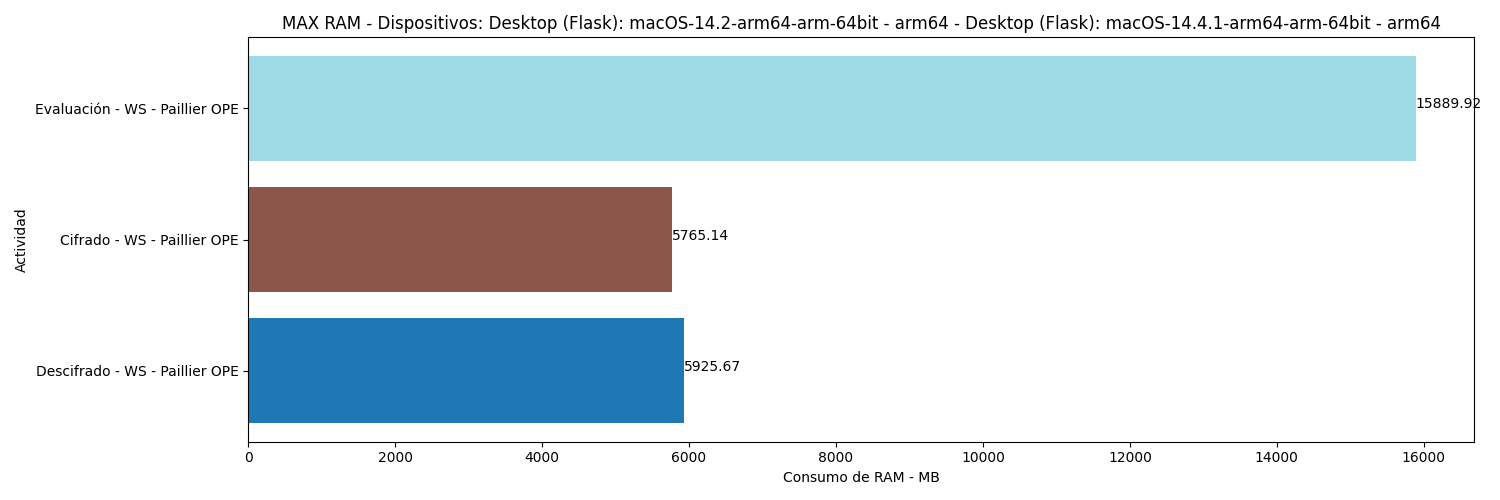 MAX RAM - Dispositivos: Desktop (Flask): macOS-14.2-arm64-arm-64bit - arm64 - Desktop (Flask): macOS-14.4.1-arm64-arm-64bit - arm64
Evaluación - WS - Paillier OPE
15889.92
Cifrado - WS - Paillier OPE
5765.14
Descifrado - WS - Paillier OPE
5925.67
Actividad
0 2000 4000 6000 8000 10000 12000 14000 16000
Consumo de RAM - MB